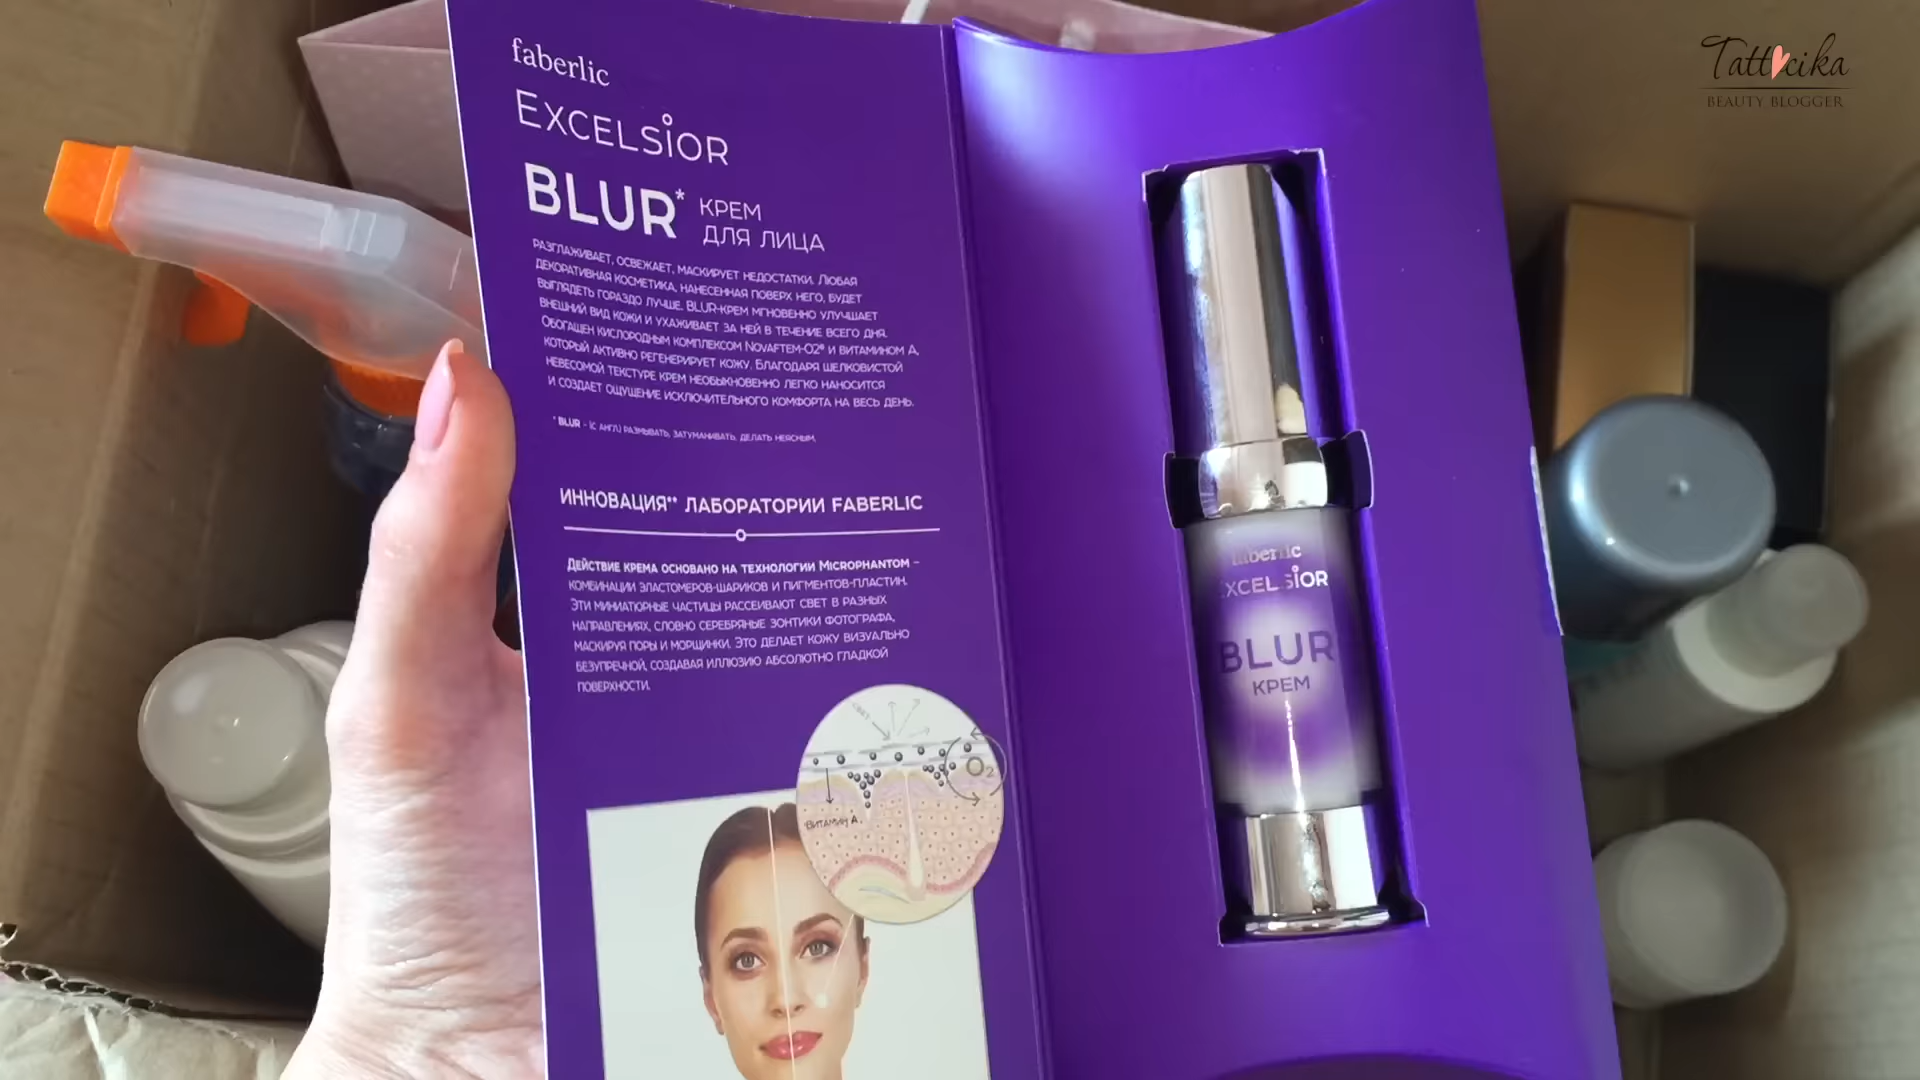 faberlic
EXCELSIOR
BLUR* КРЕМ
ДЛЯ ЛИЦА
РАЗГЛАЖИВАЕТ, ОСВЕЖАЕТ, МАСКИРУЕТ НЕДОСТАТКИ. ЛЮБАЯ
ДЕКОРАТИВНАЯ КОСМЕТИКА, НАНЕСЕННАЯ ПОВЕРХ НЕГО, БУДЕТ
ВЫГЛЯДЕТЬ ГОРАЗДО ЛУЧШЕ. BLUR-КРЕМ МГНОВЕННО УЛУЧШАЕТ
ВНЕШНИЙ ВИД КОЖИ И УХАЖИВАЕТ ЗА НЕЙ В ТЕЧЕНИЕ ВСЕГО ДНЯ.
ОБОГАЩЕН КИСЛОРОДНЫМ КОМПЛЕКСОМ NOVAFTEM-O2® И ВИТАМИНОМ А,
КОТОРЫЙ АКТИВНО РЕГЕНЕРИРУЕТ КОЖУ. БЛАГОДАРЯ ШЕЛКОВИСТОЙ
НЕВЕСОМОЙ ТЕКСТУРЕ КРЕМ НЕОБЫКНОВЕННО ЛЕГКО НАНОСИТСЯ
И СОЗДАЕТ ОЩУЩЕНИЕ ИСКЛЮЧИТЕЛЬНОГО КОМФОРТА НА ВЕСЬ ДЕНЬ.
* BLUR - (С АНГЛ.) РАЗМЫВАТЬ, ЗАТУМАНИВАТЬ, ДЕЛАТЬ НЕЯСНЫМ.
ИННОВАЦИЯ** ЛАБОРАТОРИИ FABERLIC
ДЕЙСТВИЕ КРЕМА ОСНОВАНО НА ТЕХНОЛОГИИ MICROPHANTOM –
КОМБИНАЦИИ ЭЛАСТОМЕРОВ-ШАРИКОВ И ПИГМЕНТОВ-ПЛАСТИН.
ЭТИ МИНИАТЮРНЫЕ ЧАСТИЦЫ РАССЕИВАЮТ СВЕТ В РАЗНЫХ
НАПРАВЛЕНИЯХ, СЛОВНО СЕРЕБРЯНЫЕ ЗОНТИКИ ФОТОГРАФА,
МАСКИРУЯ ПОРЫ И МОРЩИНКИ. ЭТО ДЕЛАЕТ КОЖУ ВИЗУАЛЬНО
БЕЗУПРЕЧНОЙ, СОЗДАВАЯ ИЛЛЮЗИЮ АБСОЛЮТНО ГЛАДКОЙ
ПОВЕРХНОСТИ.
СВЕТ
O2
ВИТАМИН А
faberlic
EXCELSIOR
BLUR
КРЕМ
Tattocika
BEAUTY BLOGGER